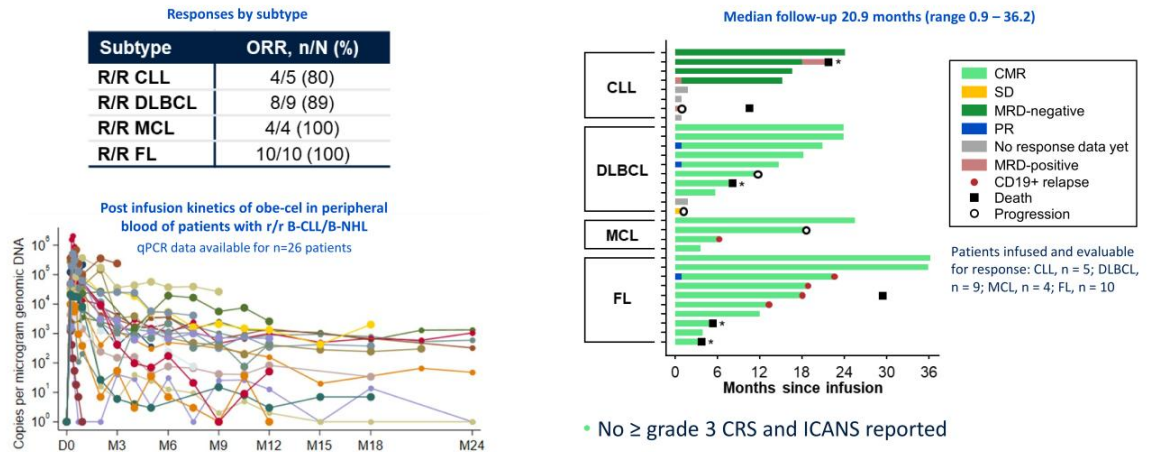 Responses by subtype
Subtype ORR, n/N (%)
R/R CLL 4/5 (80)
R/R DLBCL 8/9 (89)
R/R MCL 4/4 (100)
R/R FL 10/10 (100)
Post infusion kinetics of obe-cel in peripheral
blood of patients with r/r B-CLL/B-NHL
qPCR data available for n=26 patients
Copies per microgram genomic DNA
10⁶
10⁵
10⁴
10³
10²
10¹
10⁰
D0 M3 M6 M9 M12 M15 M18 M24
Median follow-up 20.9 months (range 0.9 – 36.2)
CLL
*
DLBCL
*
MCL
FL
*
*
0 6 12 18 24 30 36
Months since infusion
CMR
SD
MRD-negative
PR
No response data yet
MRD-positive
CD19+ relapse
Death
Progression
Patients infused and evaluable
for response: CLL, n = 5; DLBCL,
n = 9; MCL, n = 4; FL, n = 10
• No ≥ grade 3 CRS and ICANS reported